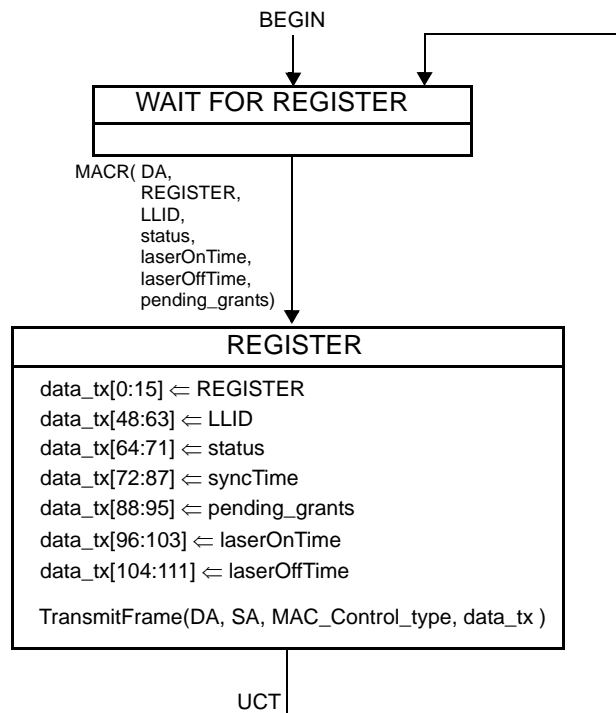 BEGIN
WAIT FOR REGISTER
MACR( DA,
REGISTER,
LLID,
status,
laserOnTime,
laserOffTime,
pending_grants)
REGISTER
data_tx[0:15] ⇐ REGISTER
data_tx[48:63] ⇐ LLID
data_tx[64:71] ⇐ status
data_tx[72:87] ⇐ syncTime
data_tx[88:95] ⇐ pending_grants
data_tx[96:103] ⇐ laserOnTime
data_tx[104:111] ⇐ laserOffTime
TransmitFrame(DA, SA, MAC_Control_type, data_tx )
UCT